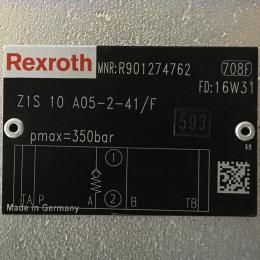 Rexroth MNR:R901274762 708F
FD:16W31
Z1S 10 A05-2-41/F
593
pmax=350bar
1
2
TA P A B TB
Made in Germany